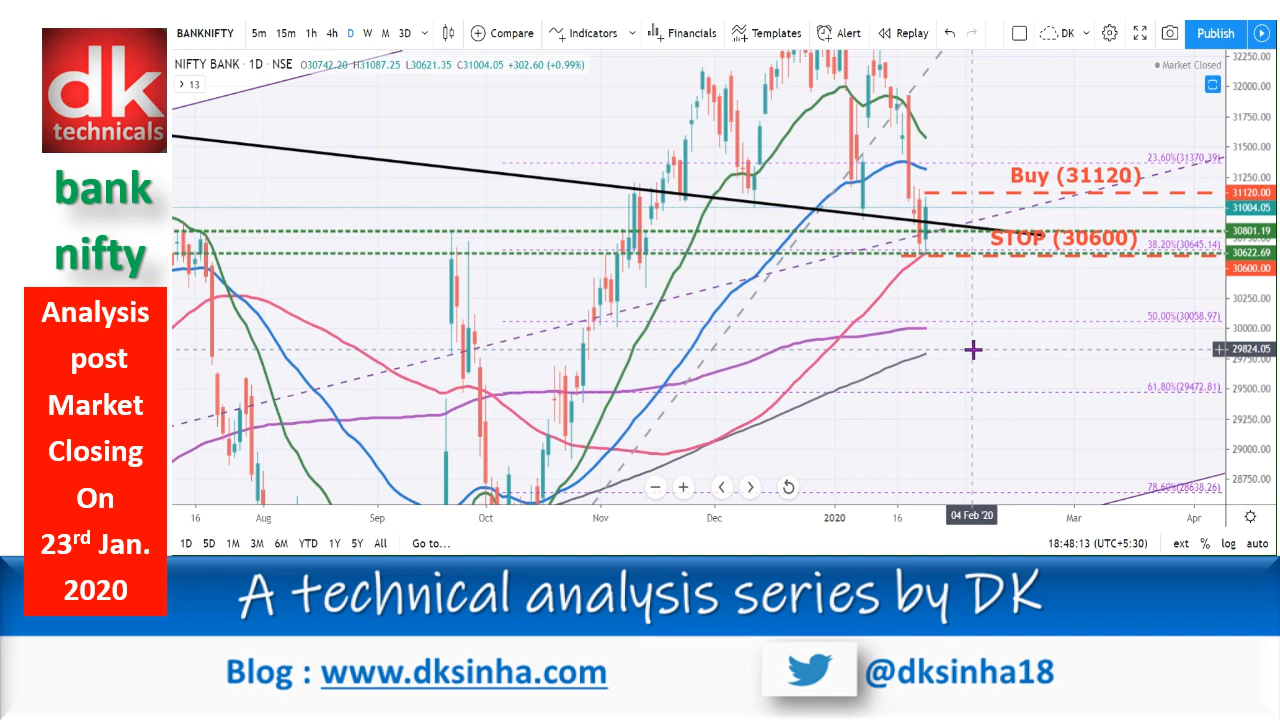 dk
technicals
bank
nifty
Analysis
post
Market
Closing
On
23rd Jan.
2020
BANKNIFTY 5m 15m 1h 4h D W M 3D Compare Indicators Financials Templates Alert Replay DK Publish
NIFTY BANK · 1D · NSE O30742.20 H31087.25 L30621.35 C31004.05 +302.60 (+0.99%)
Market Closed
13
Buy (31120)
STOP (30600)
23.60%(31370.39)
38.20%(30645.14)
50.00%(30058.97)
61.80%(29472.81)
78.60%(28638.26)
32250.00
32000.00
31750.00
31500.00
31250.00
31120.00
31004.05
30801.19
30622.69
30600.00
30250.00
30000.00
29824.05
29750.00
29500.00
29250.00
29000.00
28750.00
16 Aug Sep Oct Nov Dec 2020 16 04 Feb '20 Mar Apr
1D 5D 1M 3M 6M YTD 1Y 5Y All Go to... 18:48:13 (UTC+5:30) ext % log auto
A technical analysis series by DK
Blog : www.dksinha.com
@dksinha18